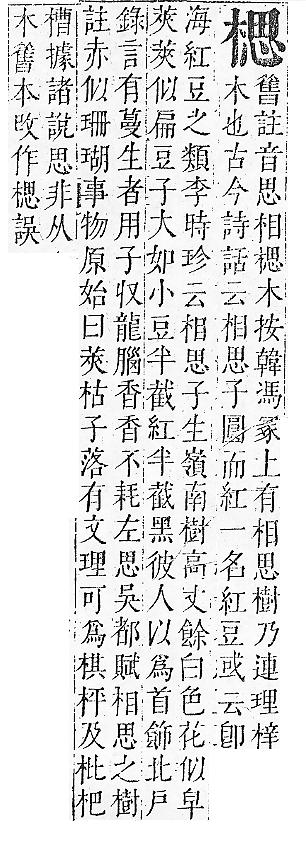 楒
舊註音思相楒木按韓馮冢上有相思樹乃連理梓
木也古今詩話云相思子圓而紅一名紅豆或云卽
海紅豆之類李時珍云相思子生嶺南樹高丈餘白色花似皁
莢莢似扁豆子大如小豆半截紅半截黑彼人以爲首飾北戶
錄言有蔓生者用子收龍腦香香不耗左思吳都賦相思之樹
註赤似珊瑚事物原始曰莢枯子落有文理可爲棋枰及枇杷
槽據諸說思非从
木舊本改作楒誤